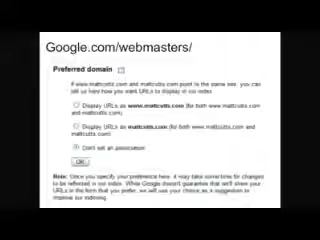 Google.com/webmasters/
Preferred domain
If www.mattcutts.com and mattcutts.com point to the same site, you can
tell us here how you want URLs to display in our index.
Display URLs as www.mattcutts.com (for both www.mattcutts.com
and mattcutts.com)
Display URLs as mattcutts.com (for both www.mattcutts.com and
mattcutts.com)
Don't set an association
OK
Note: Once you specify your preference here, it may take some time for changes
to be reflected in our index. While Google doesn't guarantee that we'll show your
URLs in the form that you prefer, we will use your choice as a suggestion to
improve our indexing.